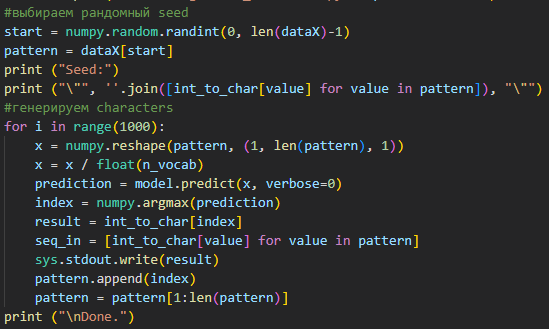 #выбираем рандомный seed
start = numpy.random.randint(0, len(dataX)-1)
pattern = dataX[start]
print ("Seed:")
print ("\"", ''.join([int_to_char[value] for value in pattern]), "\"")
#генерируем characters
for i in range(1000):
    x = numpy.reshape(pattern, (1, len(pattern), 1))
    x = x / float(n_vocab)
    prediction = model.predict(x, verbose=0)
    index = numpy.argmax(prediction)
    result = int_to_char[index]
    seq_in = [int_to_char[value] for value in pattern]
    sys.stdout.write(result)
    pattern.append(index)
    pattern = pattern[1:len(pattern)]
print ("\nDone.")